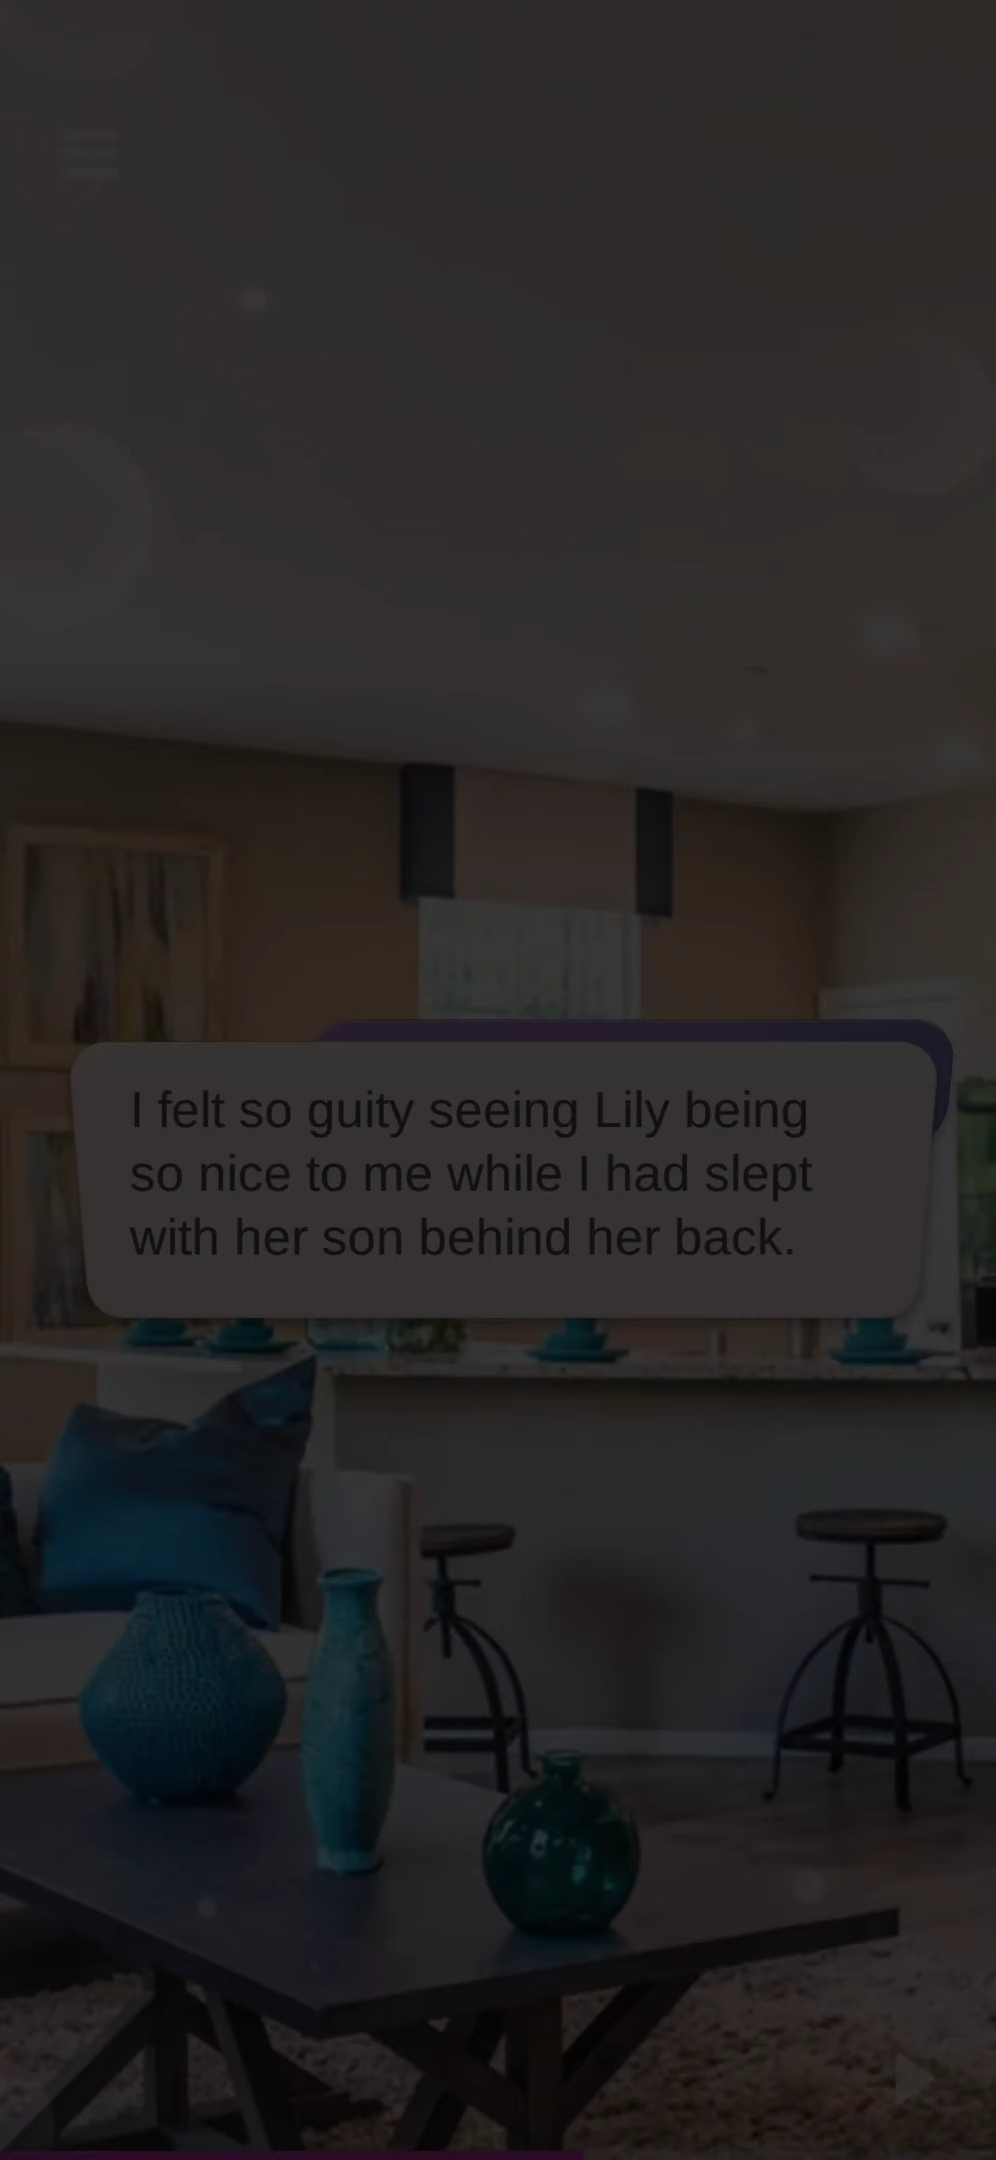 I felt so guity seeing Lily being
so nice to me while I had slept
with her son behind her back.